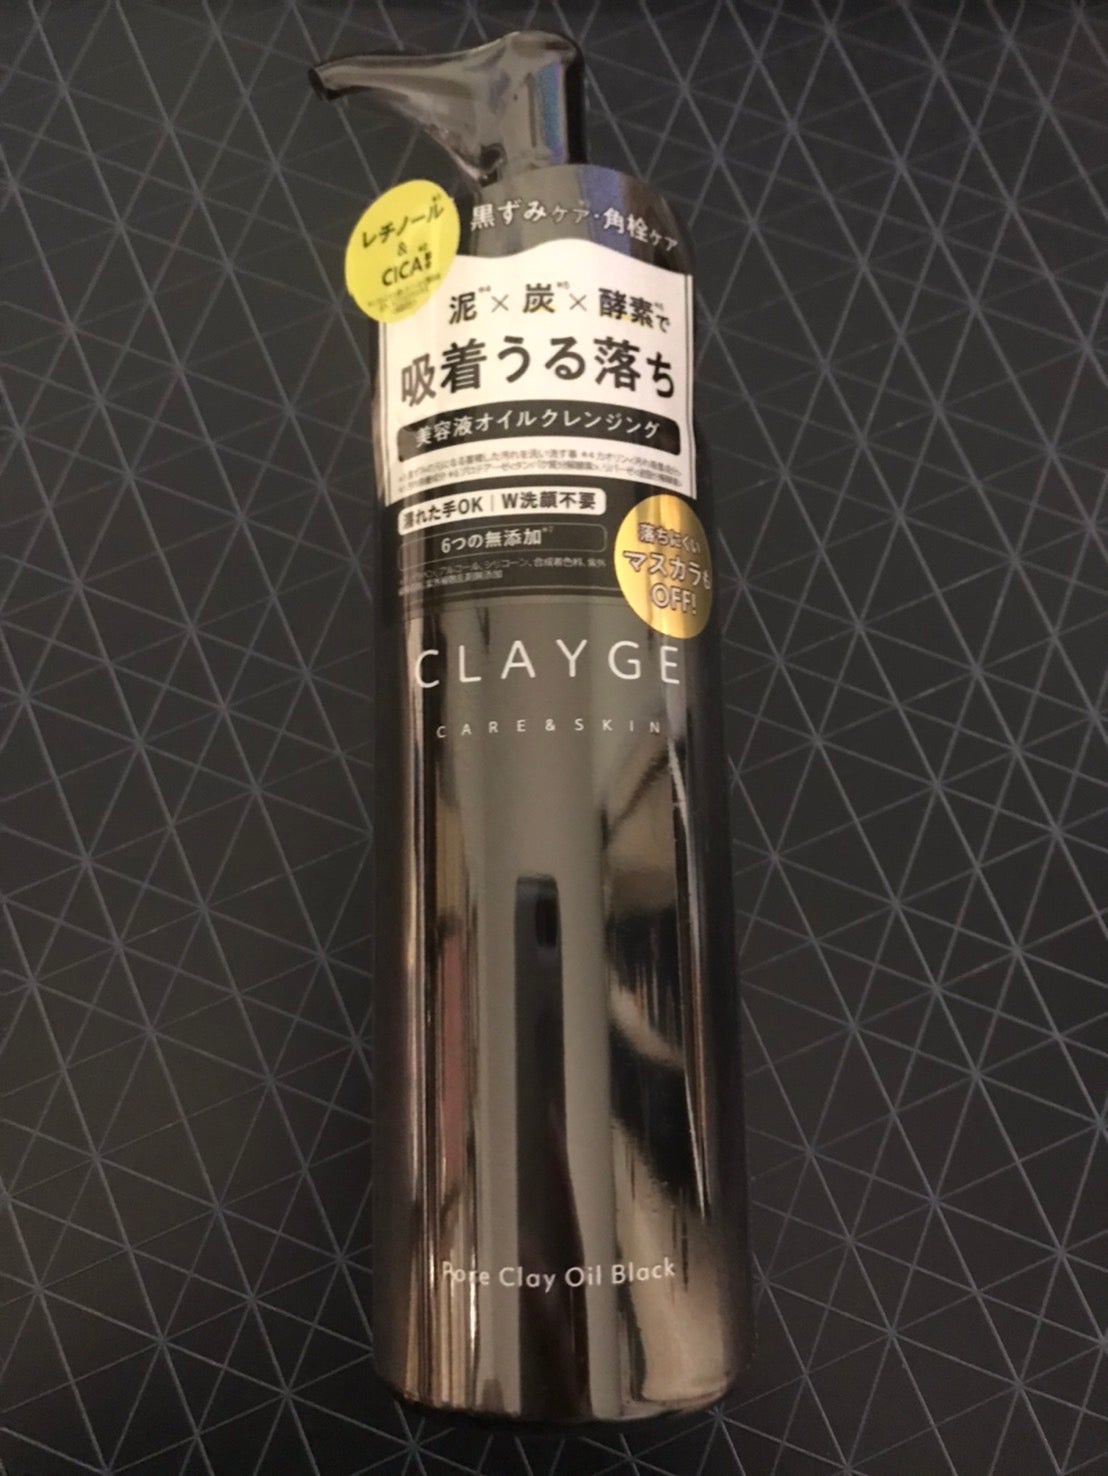 黒ずみケア・角栓ケア
レチノール
&
CICA
泥×炭×酵素で
吸着うる落ち
美容液オイルクレンジング
濡れた手OK｜W洗顔不要
6つの無添加
落ちにくい
マスカラも
OFF!
CLAYGE
CARE&SKIN
Pore Clay Oil Black